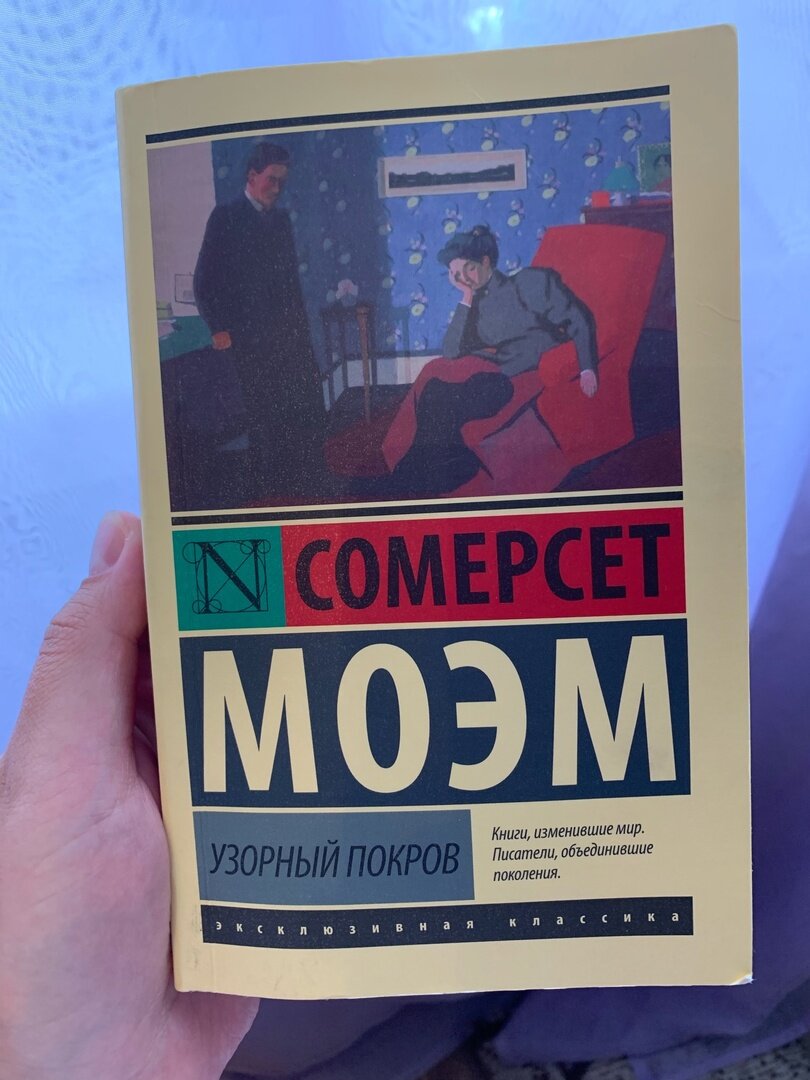 N СОМЕРСЕТ
МОЭМ
УЗОРНЫЙ ПОКРОВ
Книги, изменившие мир.
Писатели, объединившие
поколения.
эксклюзивная классика